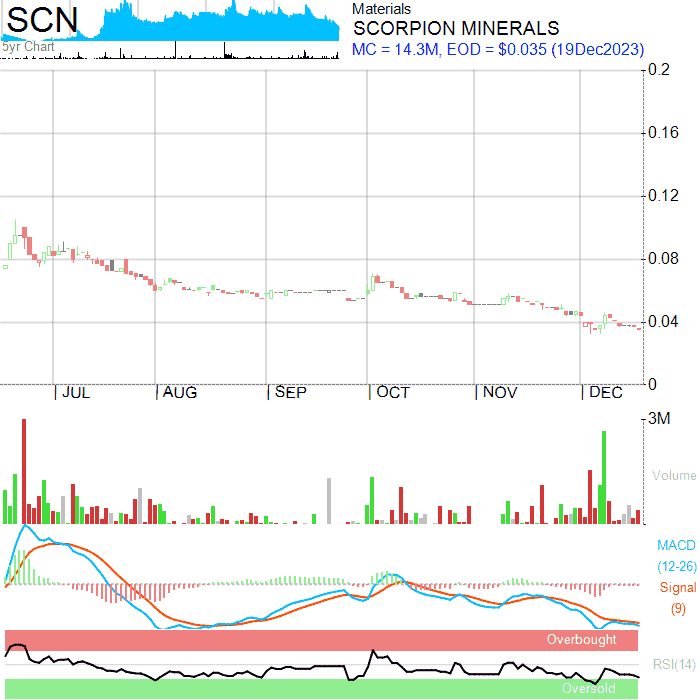 SCN
5yr Chart
Materials
SCORPION MINERALS
MC = 14.3M, EOD = $0.035 (19Dec2023)
0.2
0.16
0.12
0.08
0.04
0
JUL AUG SEP OCT NOV DEC
3M
Volume
MACD
(12-26)
Signal
(9)
Overbought
RSI(14)
Oversold